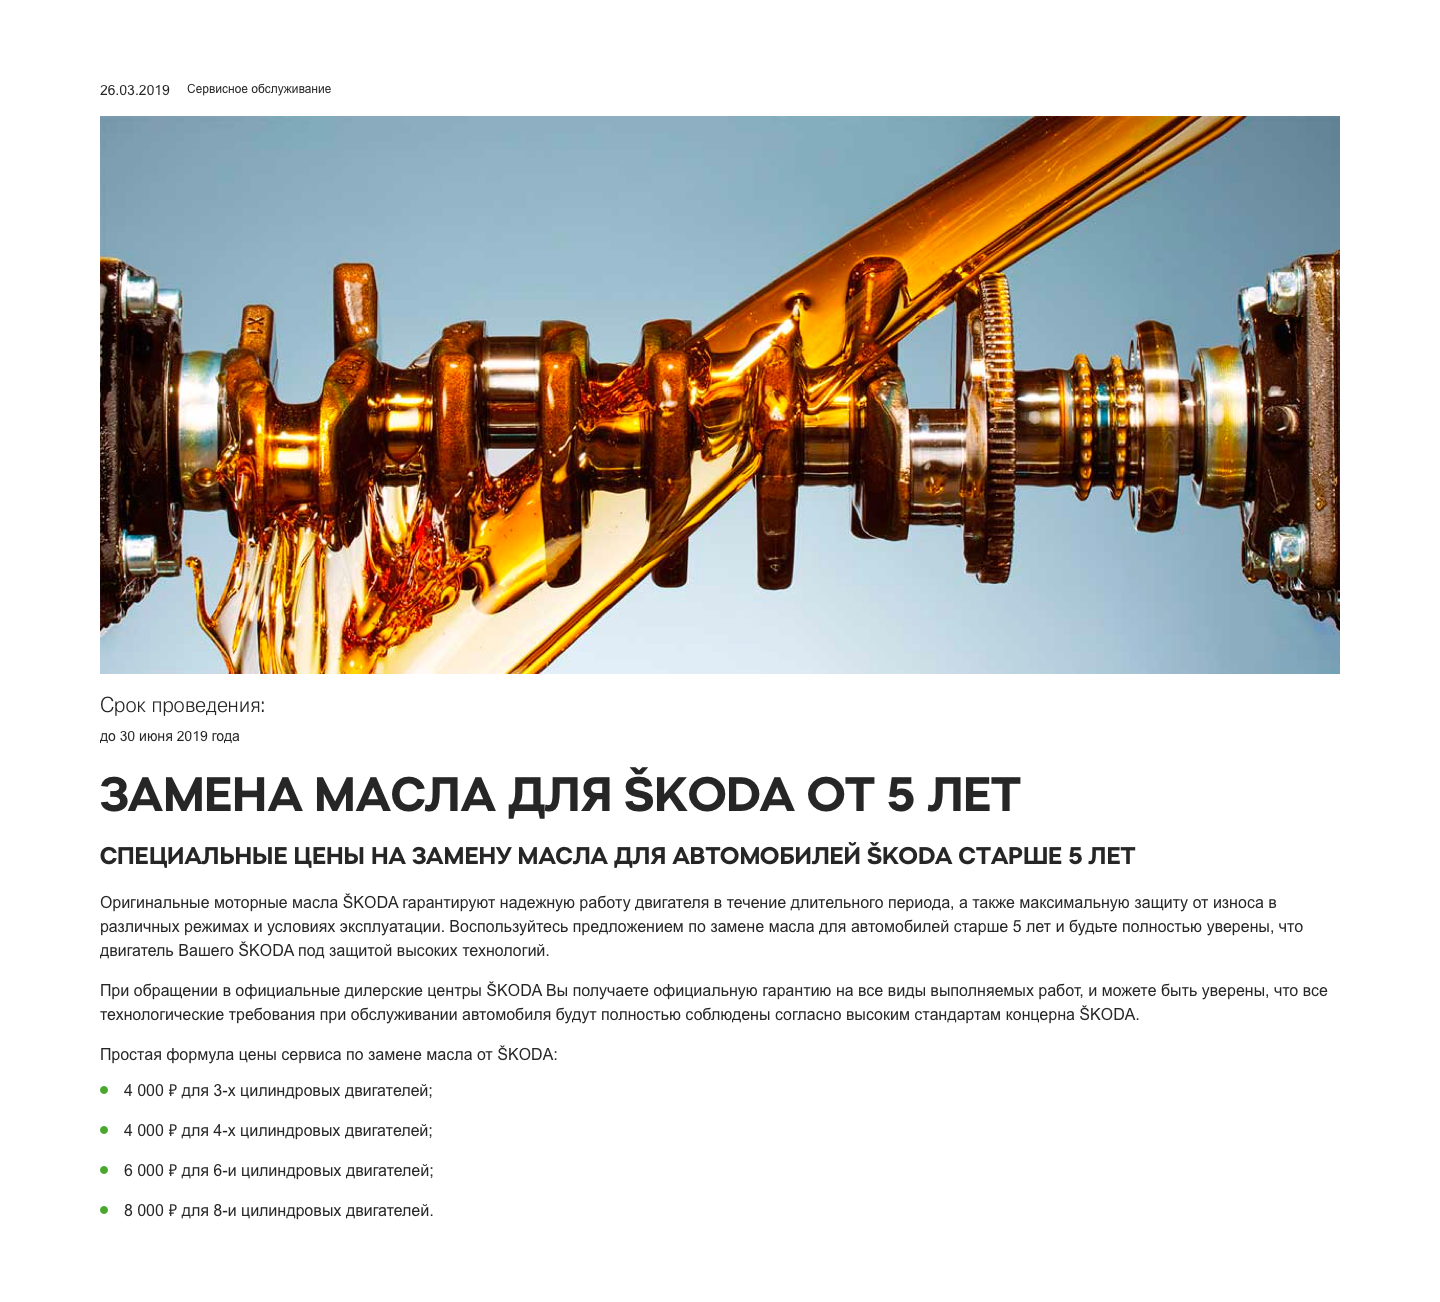 26.03.2019 Сервисное обслуживание
Срок проведения:
до 30 июня 2019 года
ЗАМЕНА МАСЛА ДЛЯ ŠKODA ОТ 5 ЛЕТ
СПЕЦИАЛЬНЫЕ ЦЕНЫ НА ЗАМЕНУ МАСЛА ДЛЯ АВТОМОБИЛЕЙ ŠKODA СТАРШЕ 5 ЛЕТ
Оригинальные моторные масла ŠKODA гарантируют надежную работу двигателя в течение длительного периода, а также максимальную защиту от износа в
различных режимах и условиях эксплуатации. Воспользуйтесь предложением по замене масла для автомобилей старше 5 лет и будьте полностью уверены, что
двигатель Вашего ŠKODA под защитой высоких технологий.
При обращении в официальные дилерские центры ŠKODA Вы получаете официальную гарантию на все виды выполняемых работ, и можете быть уверены, что все
технологические требования при обслуживании автомобиля будут полностью соблюдены согласно высоким стандартам концерна ŠKODA.
Простая формула цены сервиса по замене масла от ŠKODA:
4 000 ₽ для 3-х цилиндровых двигателей;
4 000 ₽ для 4-х цилиндровых двигателей;
6 000 ₽ для 6-и цилиндровых двигателей;
8 000 ₽ для 8-и цилиндровых двигателей.